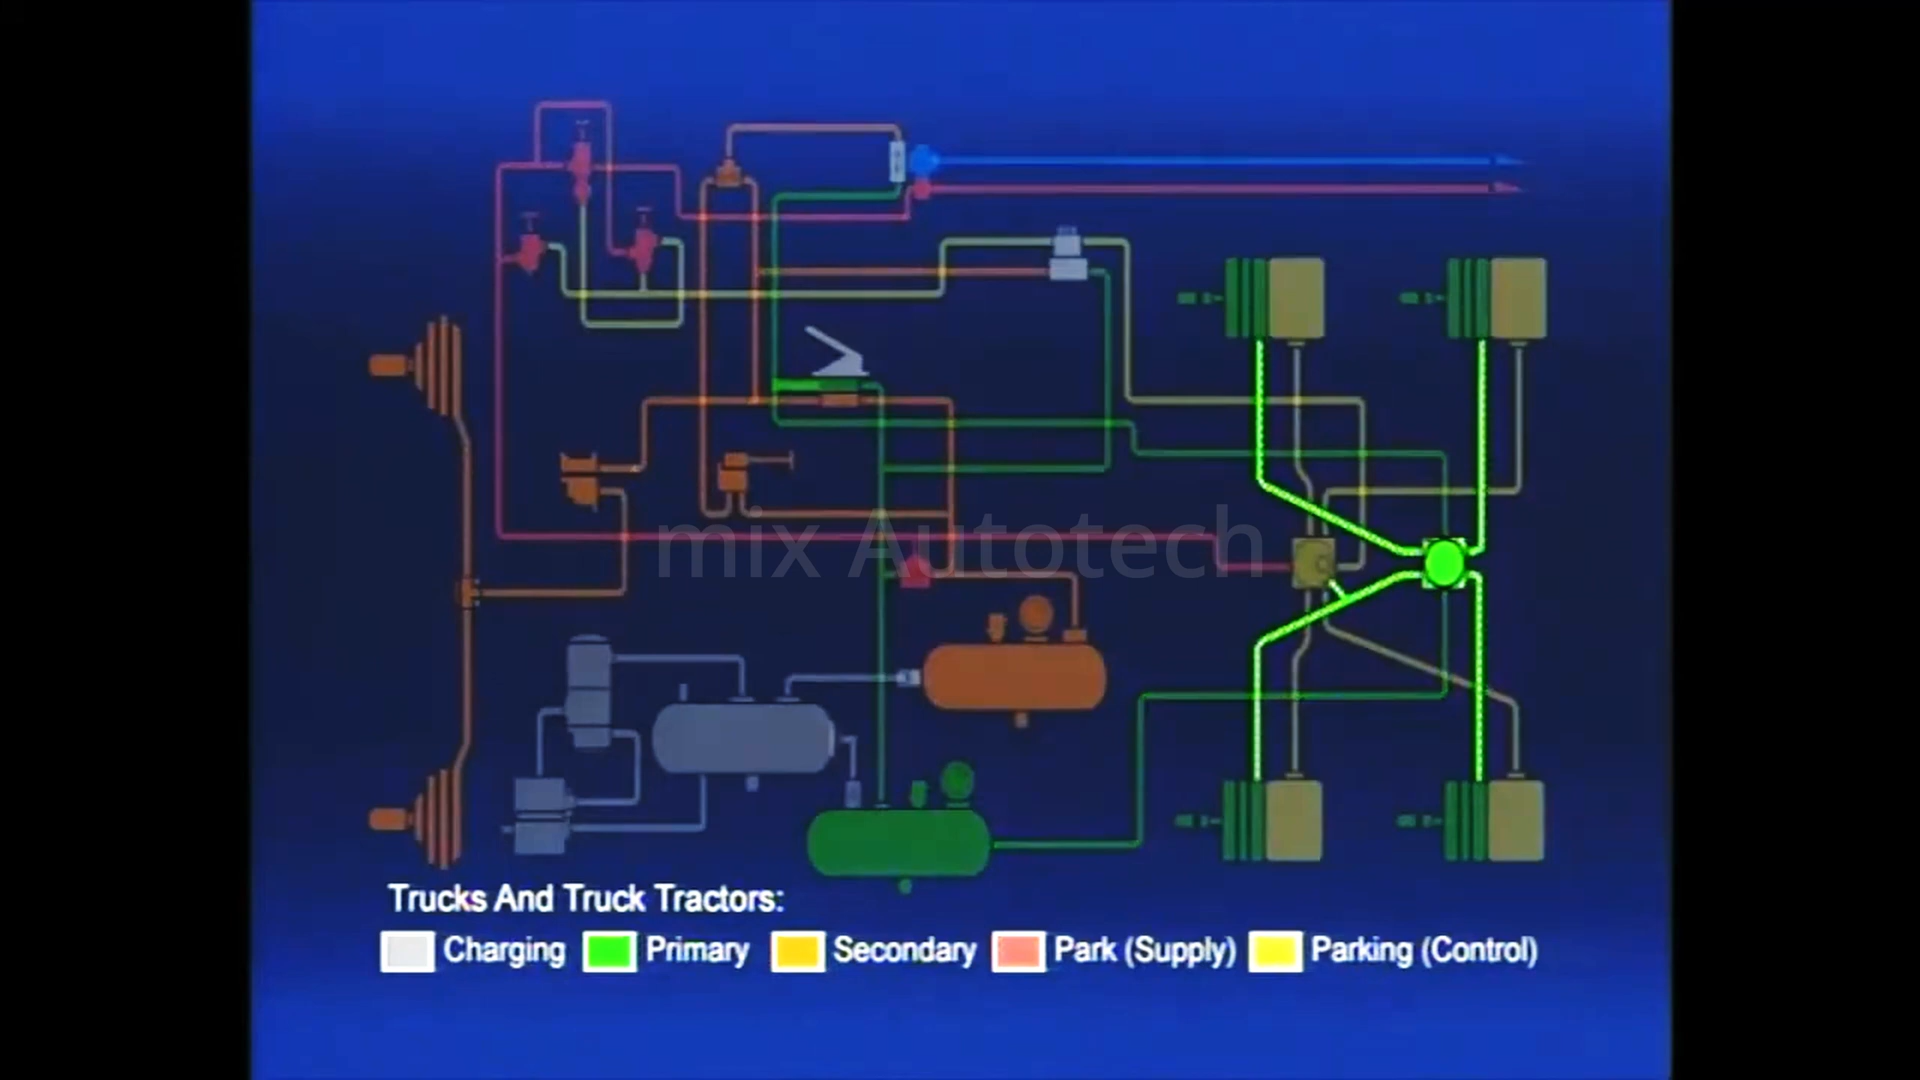 mix Autotech
Trucks And Truck Tractors:
Charging Primary Secondary Park (Supply) Parking (Control)